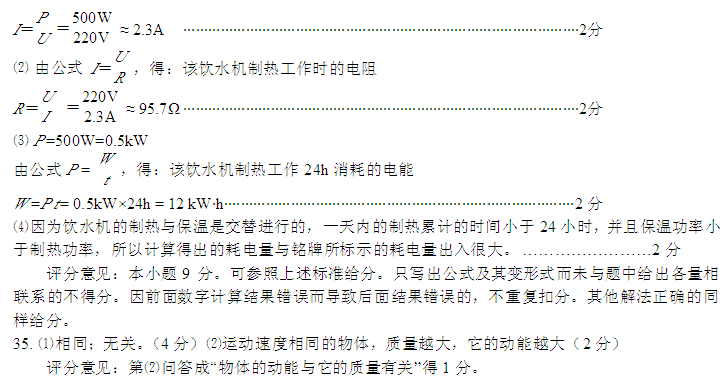 I=P/U=500W/220V≈2.3A ……………………………………………………………2分
⑵ 由公式 I=U/R，得：该饮水机制热工作时的电阻
R=U/I=220V/2.3A≈95.7Ω……………………………………………………………2分
⑶ P=500W=0.5kW
由公式 P=W/t，得：该饮水机制热工作 24h 消耗的电能
W=Pt=0.5kW×24h = 12 kW·h……………………………………………………2 分
⑷因为饮水机的制热与保温是交替进行的，一天内的制热累计的时间小于 24 小时，并且保温功率小
于制热功率，所以计算得出的耗电量与铭牌所标示的耗电量出入很大。……………………2 分
评分意见：本小题 9 分。可参照上述标准给分。只写出公式及其变形式而未与题中给出各量相
联系的不得分。因前面数字计算结果错误而导致后面结果错误的，不重复扣分。其他解法正确的同
样给分。
35. ⑴相同；无关。（4 分）⑵运动速度相同的物体，质量越大，它的动能越大（2 分）
评分意见：第⑵问答成“物体的动能与它的质量有关”得 1 分。